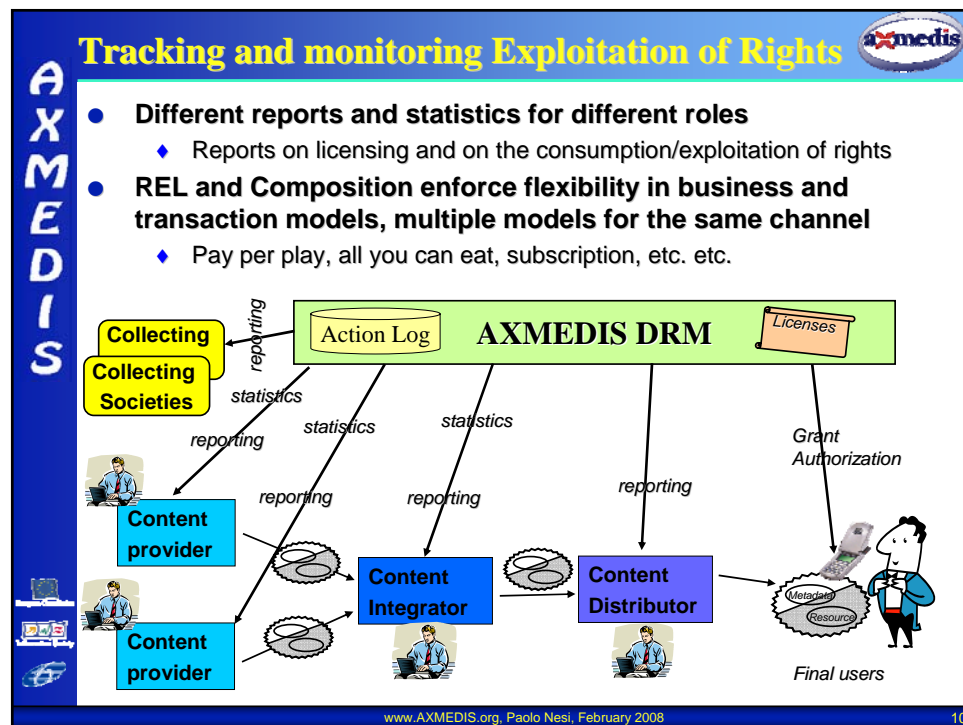 Tracking and monitoring Exploitation of Rights
axmedis
AXMEDIS
Different reports and statistics for different roles
Reports on licensing and on the consumption/exploitation of rights
REL and Composition enforce flexibility in business and
transaction models, multiple models for the same channel
Pay per play, all you can eat, subscription, etc. etc.
Collecting
Collecting
Societies
reporting
Action Log
AXMEDIS DRM
Licenses
statistics
reporting
statistics
reporting
statistics
reporting
reporting
Grant
Authorization
Content
provider
Content
provider
Content
Integrator
Content
Distributor
Metadata
Resource
Final users
www.AXMEDIS.org, Paolo Nesi, February 2008
10